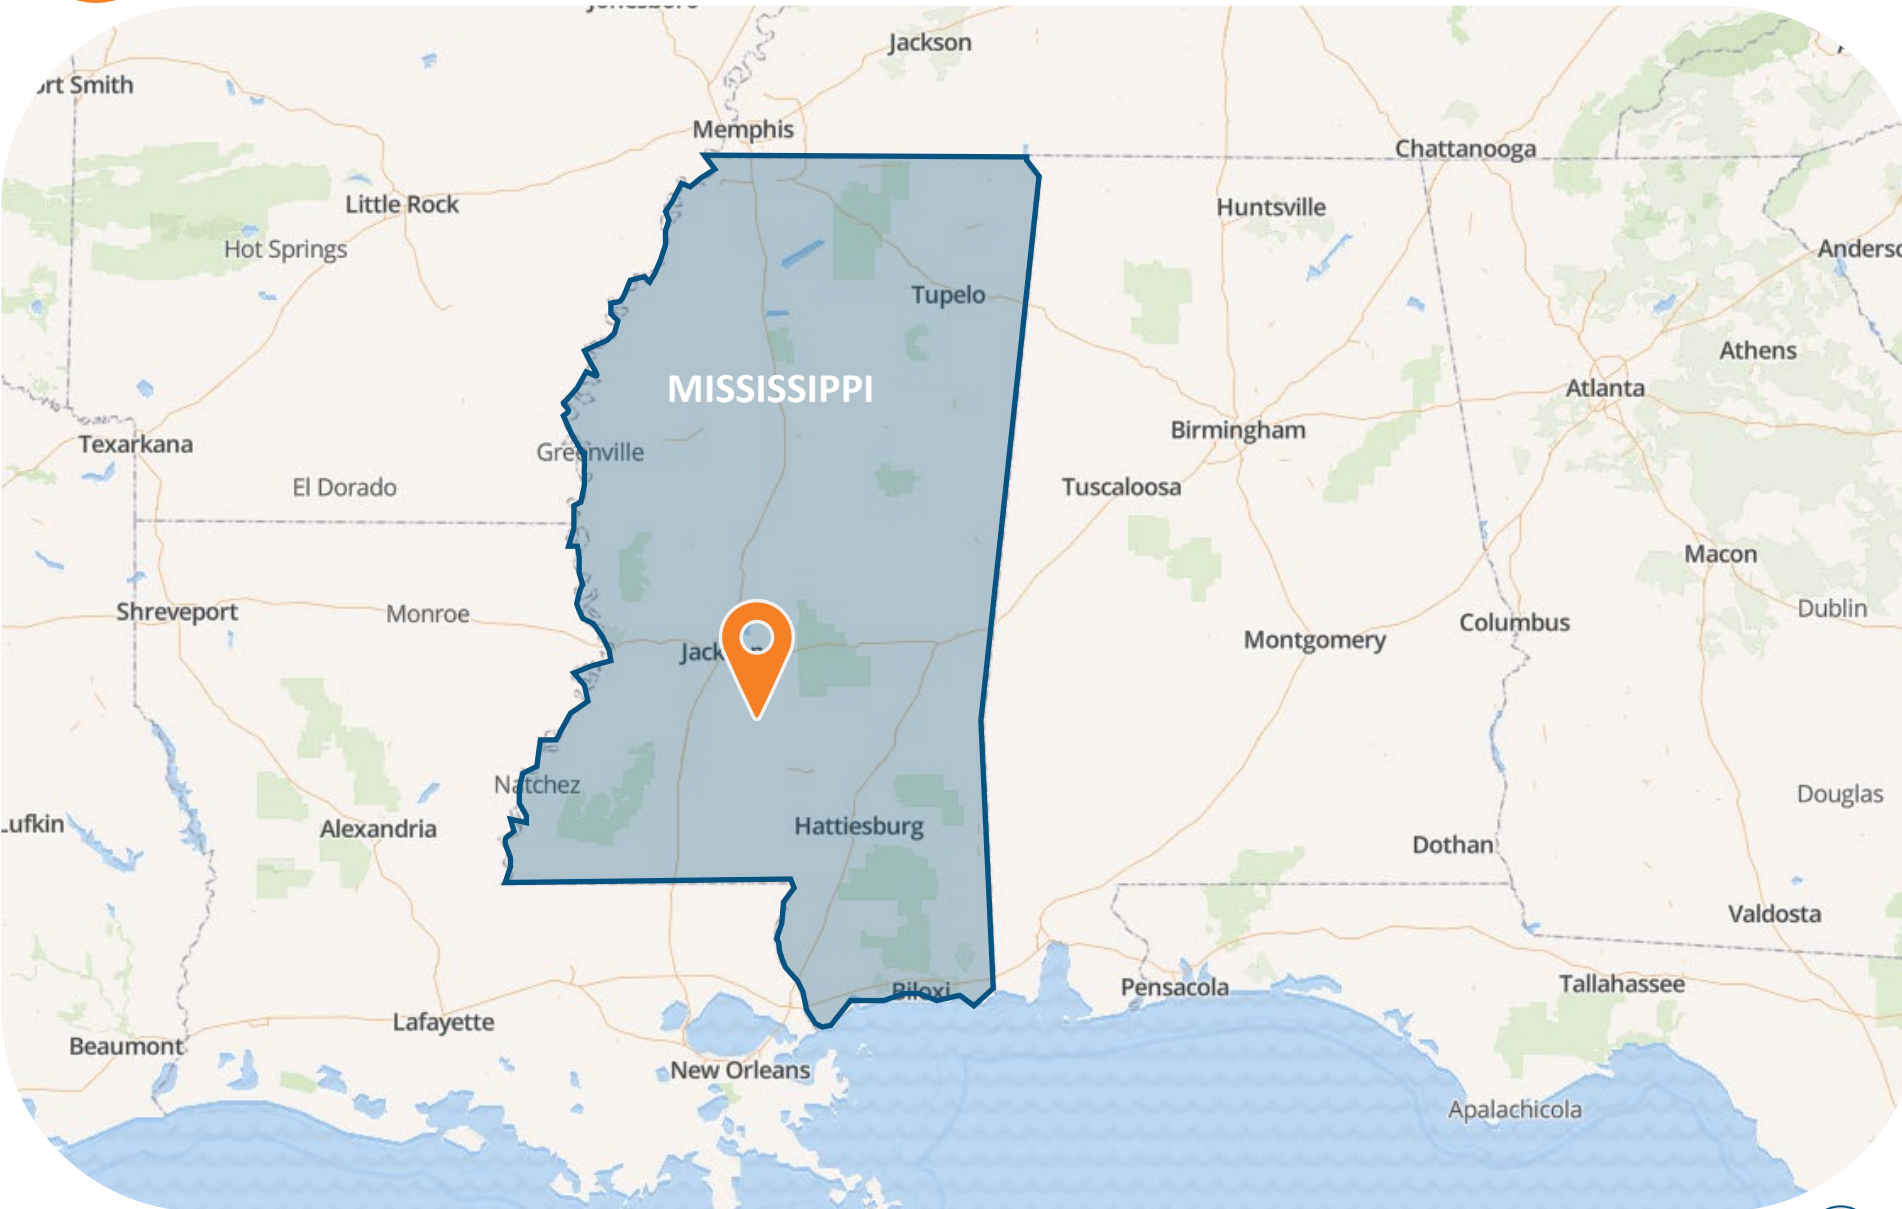 Jackson
ort Smith
Memphis
Chattanooga
Little Rock
Huntsville
Hot Springs
Anderso
Tupelo
Athens
MISSISSIPPI
Atlanta
Birmingham
Texarkana
Greenville
El Dorado
Tuscaloosa
Macon
Shreveport
Monroe
Dublin
Columbus
Montgomery
Jack n
Natchez
Douglas
Lufkin
Alexandria
Hattiesburg
Dothan
Valdosta
Tallahassee
Pensacola
Biloxi
Lafayette
Beaumont
New Orleans
Apalachicola